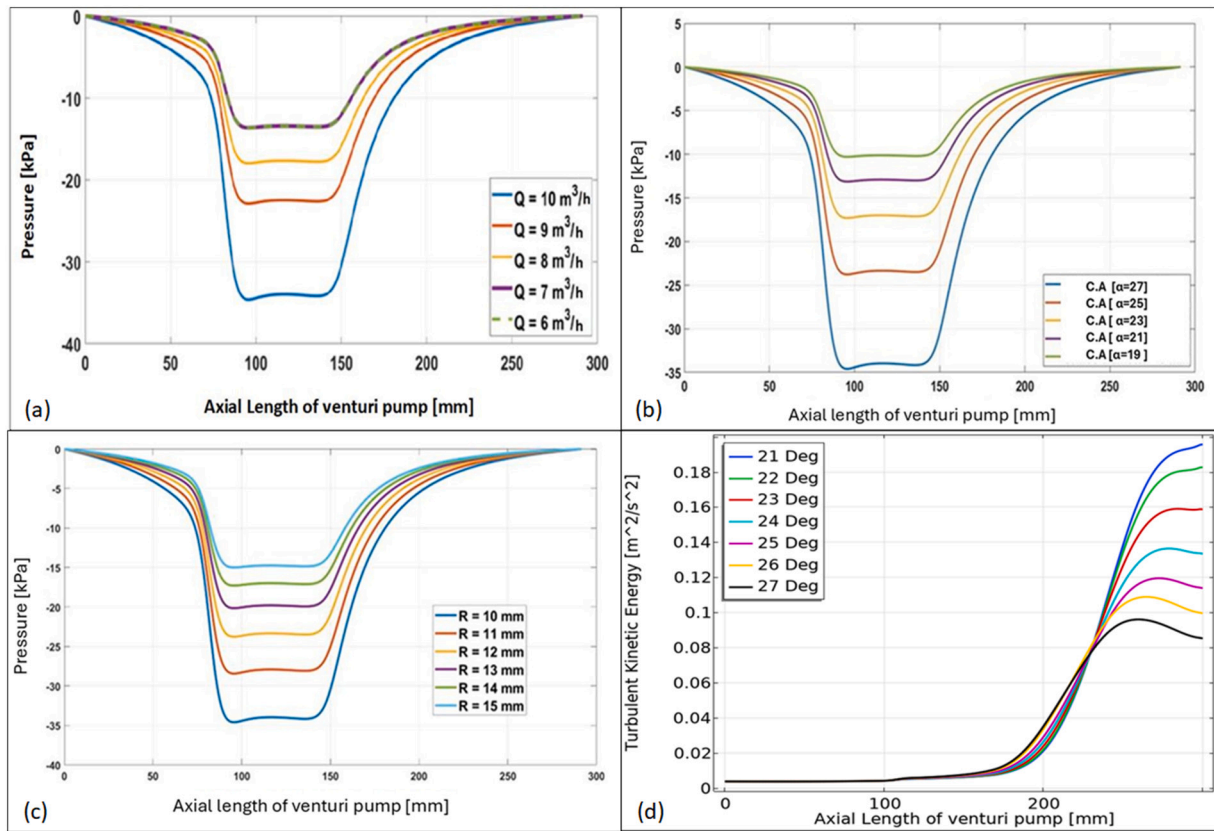 0
-10
-20
-30
-40
0
50
100
150
200
250
300
Pressure [kPa]
Q = 10 m^3/h
Q = 9 m^3/h
Q = 8 m^3/h
Q = 7 m^3/h
Q = 6 m^3/h
Axial Length of venturi pump [mm]
(a)
5
0
-5
-10
-15
-20
-25
-30
-35
0
50
100
150
200
250
300
Pressure [kPa]
C.A [α=27]
C.A [α=25]
C.A [α=23]
C.A [α=21]
C.A [α=19 ]
Axial length of venturi pump [mm]
(b)
0
-5
-10
-15
-20
-25
-30
-35
-40
0
50
100
150
200
250
300
Pressure [kPa]
R = 10 mm
R = 11 mm
R = 12 mm
R = 13 mm
R = 14 mm
R = 15 mm
Axial length of venturi pump [mm]
(c)
0.18
0.16
0.14
0.12
0.1
0.08
0.06
0.04
0.02
0
0
100
200
Turbulent Kinetic Energy [m^2/s^2]
21 Deg
22 Deg
23 Deg
24 Deg
25 Deg
26 Deg
27 Deg
Axial Length of venturi pump [mm]
(d)